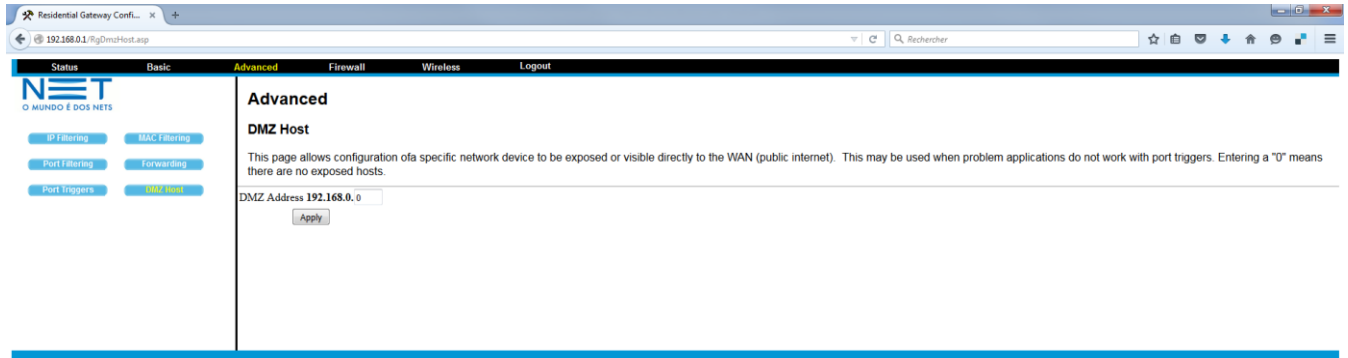 Residential Gateway Confi... × +
192.168.0.1/RgDmzHost.asp Rechercher
Status Basic Advanced Firewall Wireless Logout
NET
O MUNDO É DOS NETS
IP Filtering MAC Filtering
Port Filtering Forwarding
Port Triggers DMZ Host
Advanced
DMZ Host
This page allows configuration ofa specific network device to be exposed or visible directly to the WAN (public internet). This may be used when problem applications do not work with port triggers. Entering a "0" means
there are no exposed hosts.
DMZ Address 192.168.0. 0
Apply